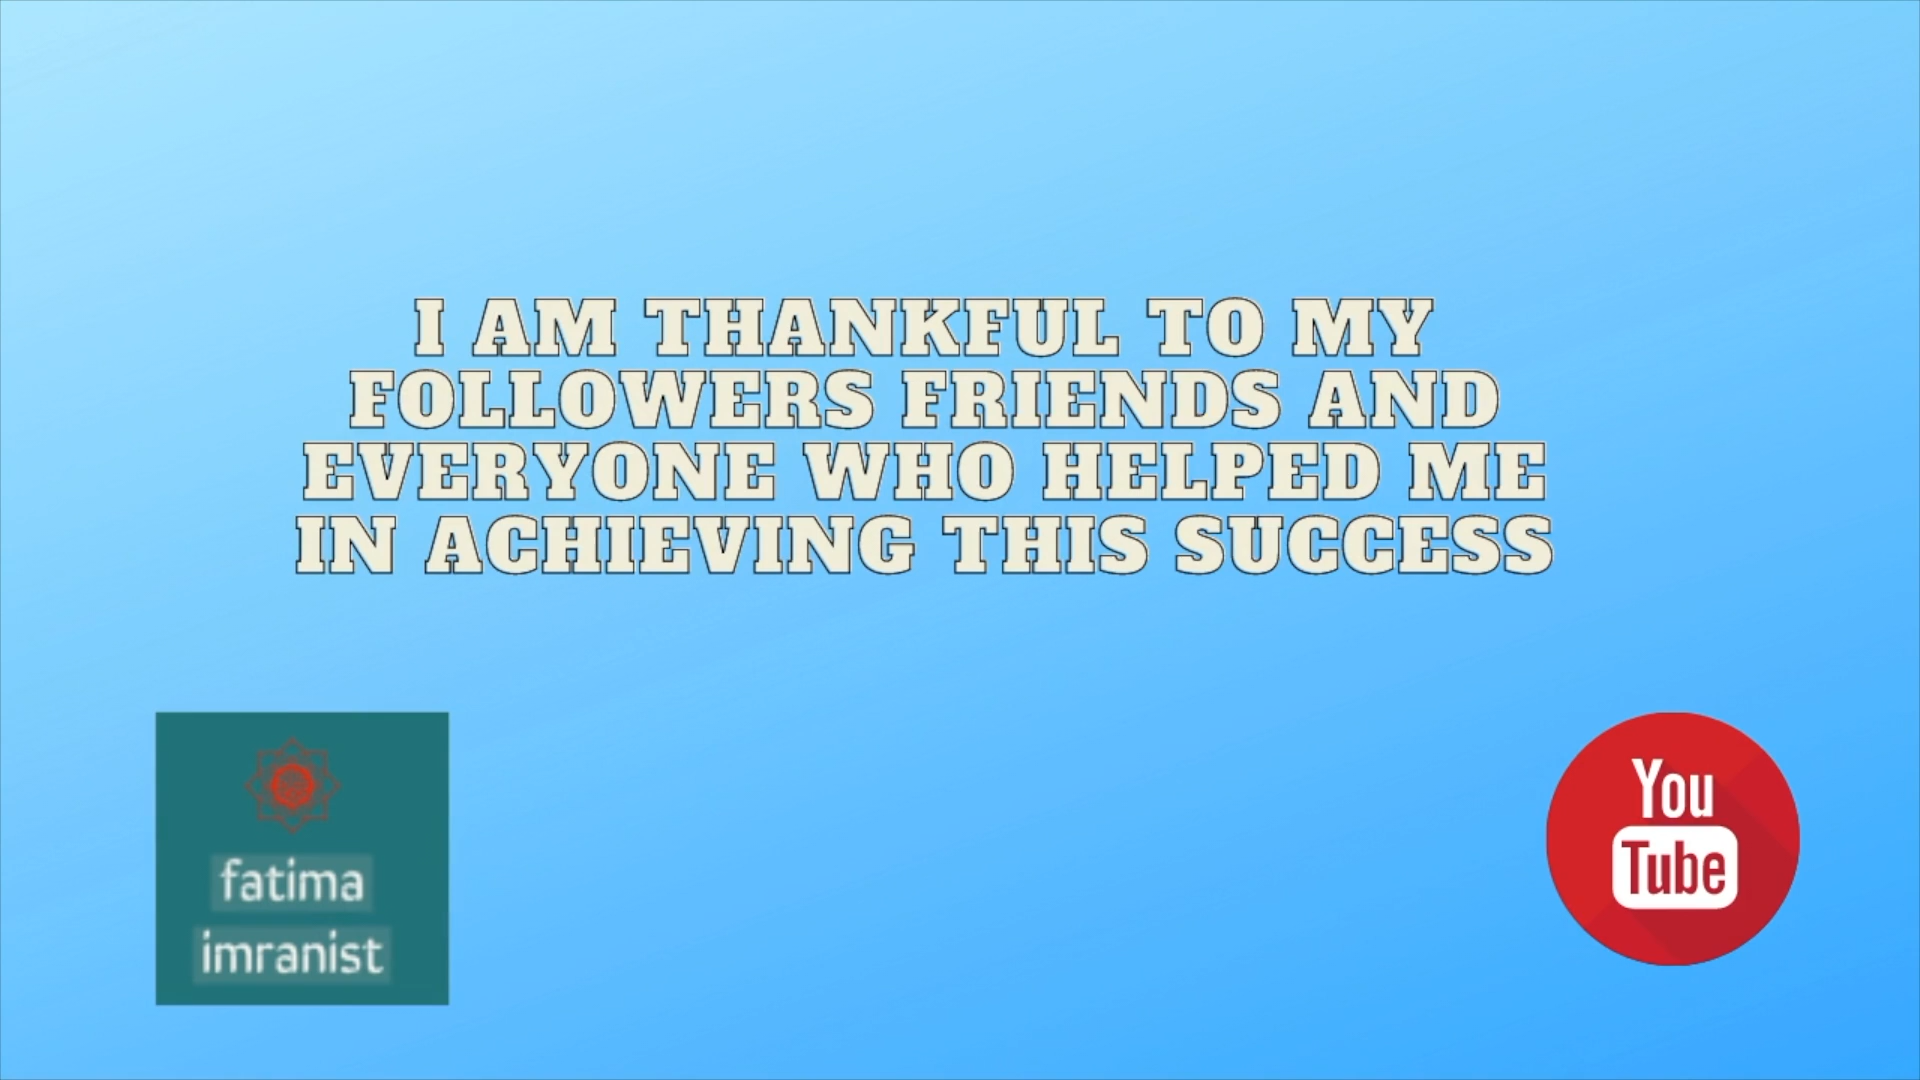 I AM THANKFUL TO MY
FOLLOWERS FRIENDS AND
EVERYONE WHO HELPED ME
IN ACHIEVING THIS SUCCESS
fatima
imranist
You
Tube